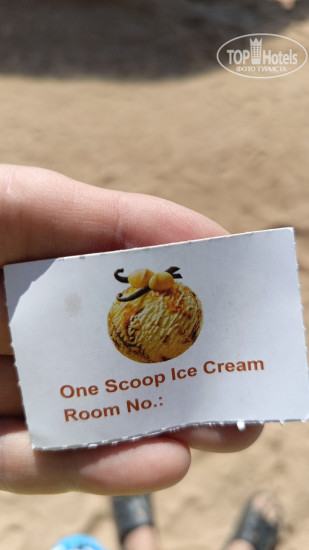 TOP Hotels
ФОТО ТУРИСТА
One Scoop Ice Cream
Room No.: